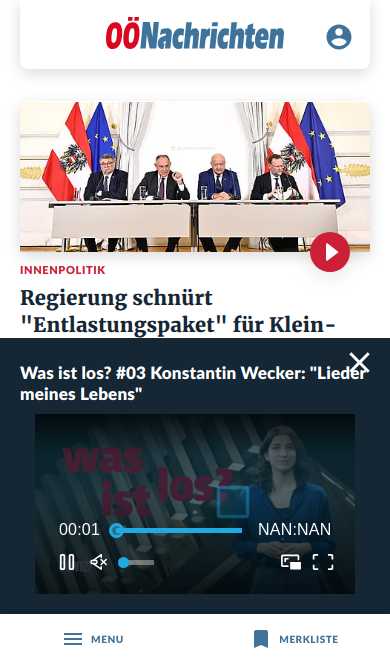 OÖNachrichten
INNENPOLITIK
Regierung schnürt
"Entlastungspaket" für Klein-
Was ist los? #03 Konstantin Wecker: "Lieder
meines Lebens"
was
ist los?
00:01
NAN:NAN
MENU
MERKLISTE